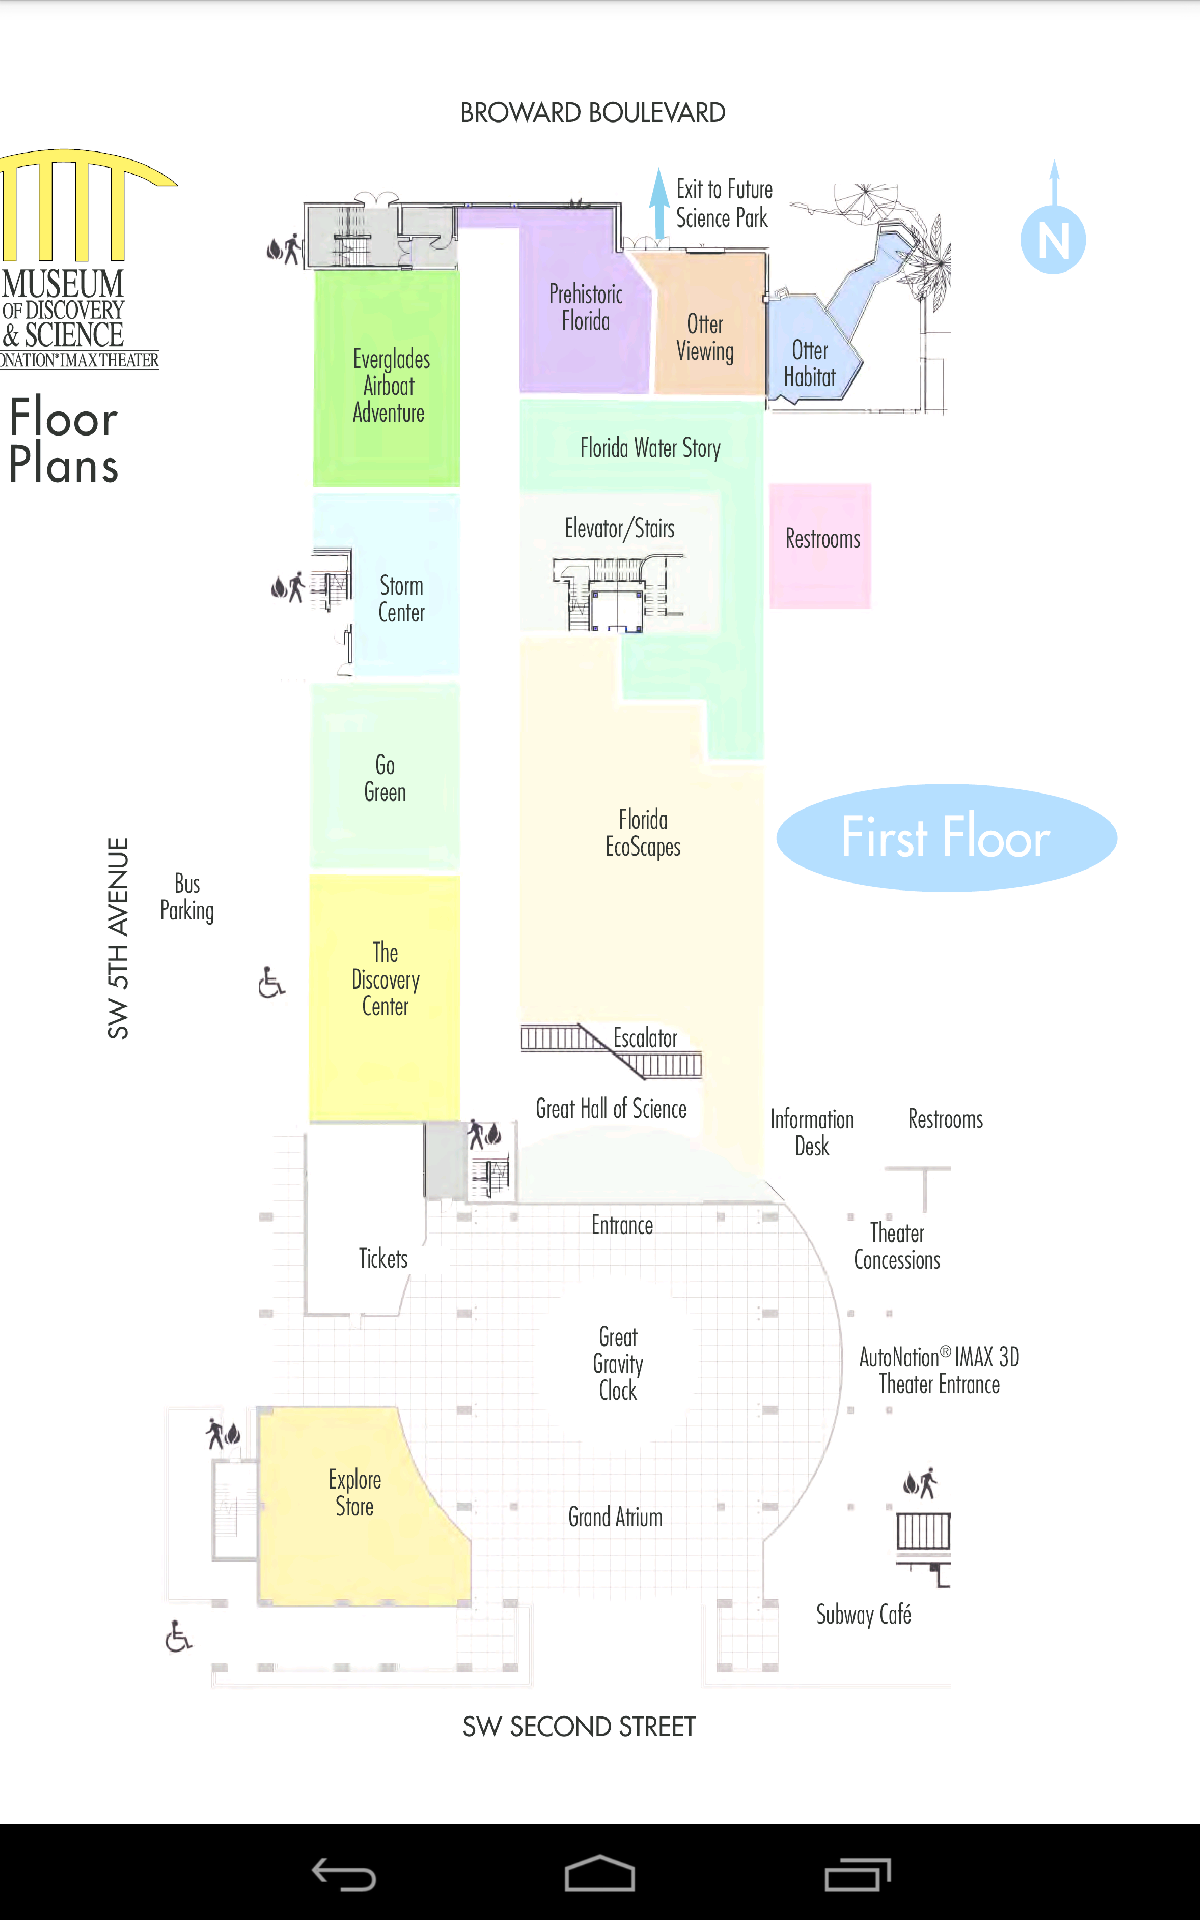 BROWARD BOULEVARD
Exit to Future
Science Park
N
MUSEUM
OF DISCOVERY
& SCIENCE
ONATION® IMAX THEATER
Floor
Plans
Prehistoric
Florida
Otter
Viewing
Otter
Habitat
Everglades
Airboat
Adventure
Florida Water Story
Elevator/Stairs
Restrooms
Storm
Center
Go
Green
Florida
EcoScapes
First Floor
SW 5TH AVENUE
Bus
Parking
The
Discovery
Center
Escalator
Great Hall of Science
Information
Desk
Restrooms
Entrance
Tickets
Theater
Concessions
Great
Gravity
Clock
AutoNation® IMAX 3D
Theater Entrance
Explore
Store
Grand Atrium
Subway Café
SW SECOND STREET